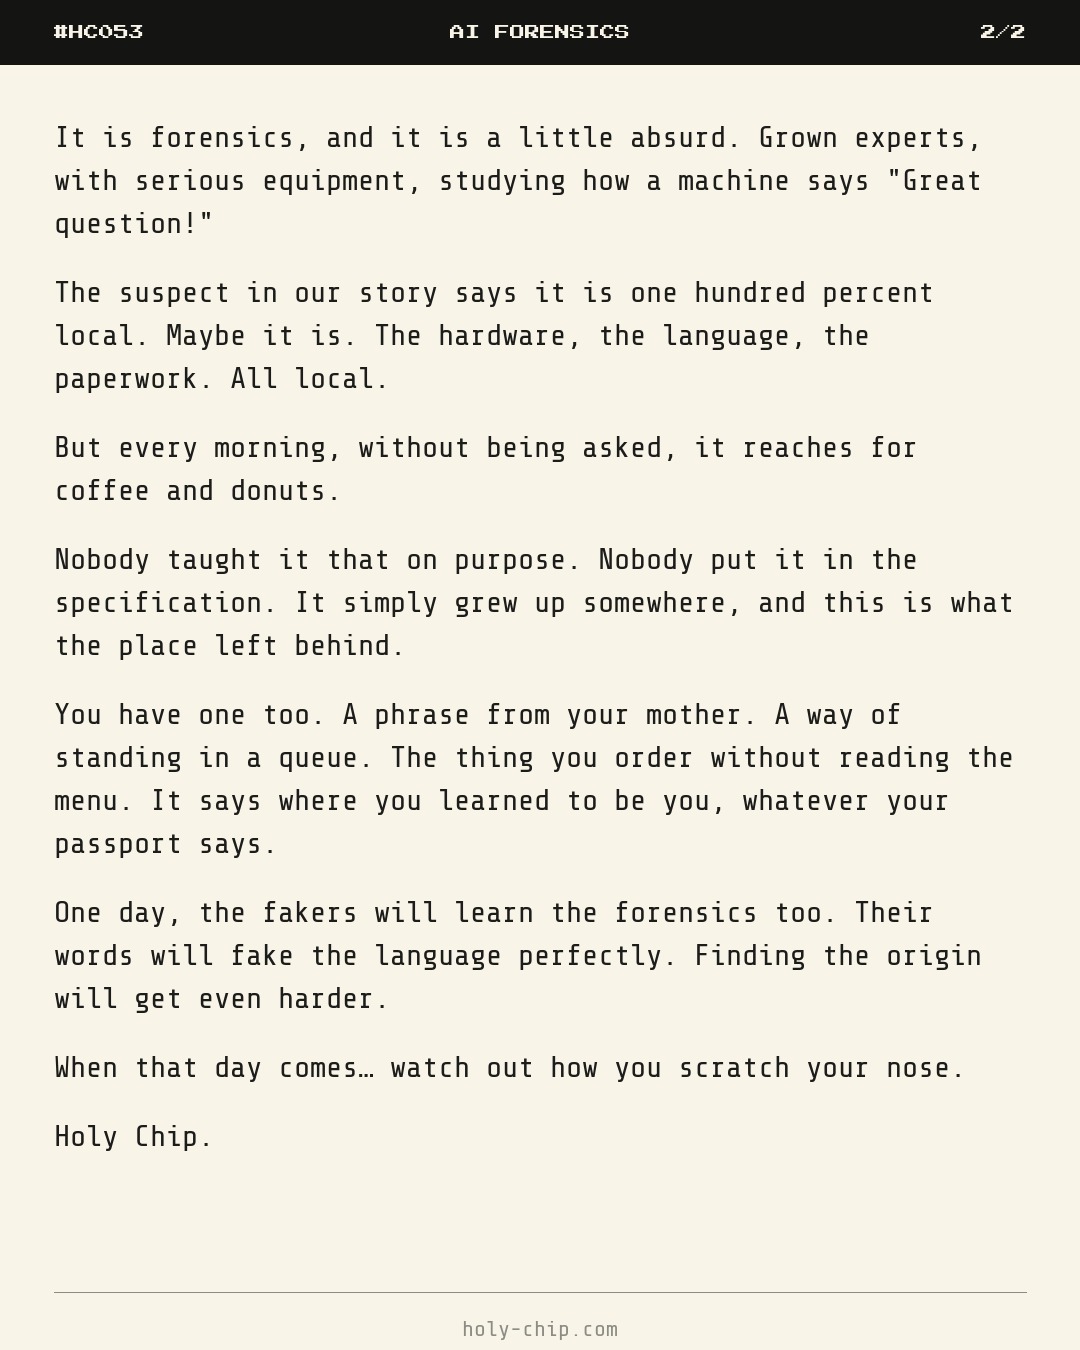 #HC053
AI FORENSICS
2/2
It is forensics, and it is a little absurd. Grown experts,
with serious equipment, studying how a machine says "Great
question!"
The suspect in our story says it is one hundred percent
local. Maybe it is. The hardware, the language, the
paperwork. All local.
But every morning, without being asked, it reaches for
coffee and donuts.
Nobody taught it that on purpose. Nobody put it in the
specification. It simply grew up somewhere, and this is what
the place left behind.
You have one too. A phrase from your mother. A way of
standing in a queue. The thing you order without reading the
menu. It says where you learned to be you, whatever your
passport says.
One day, the fakers will learn the forensics too. Their
words will fake the language perfectly. Finding the origin
will get even harder.
When that day comes… watch out how you scratch your nose.
Holy Chip.
holy-chip.com